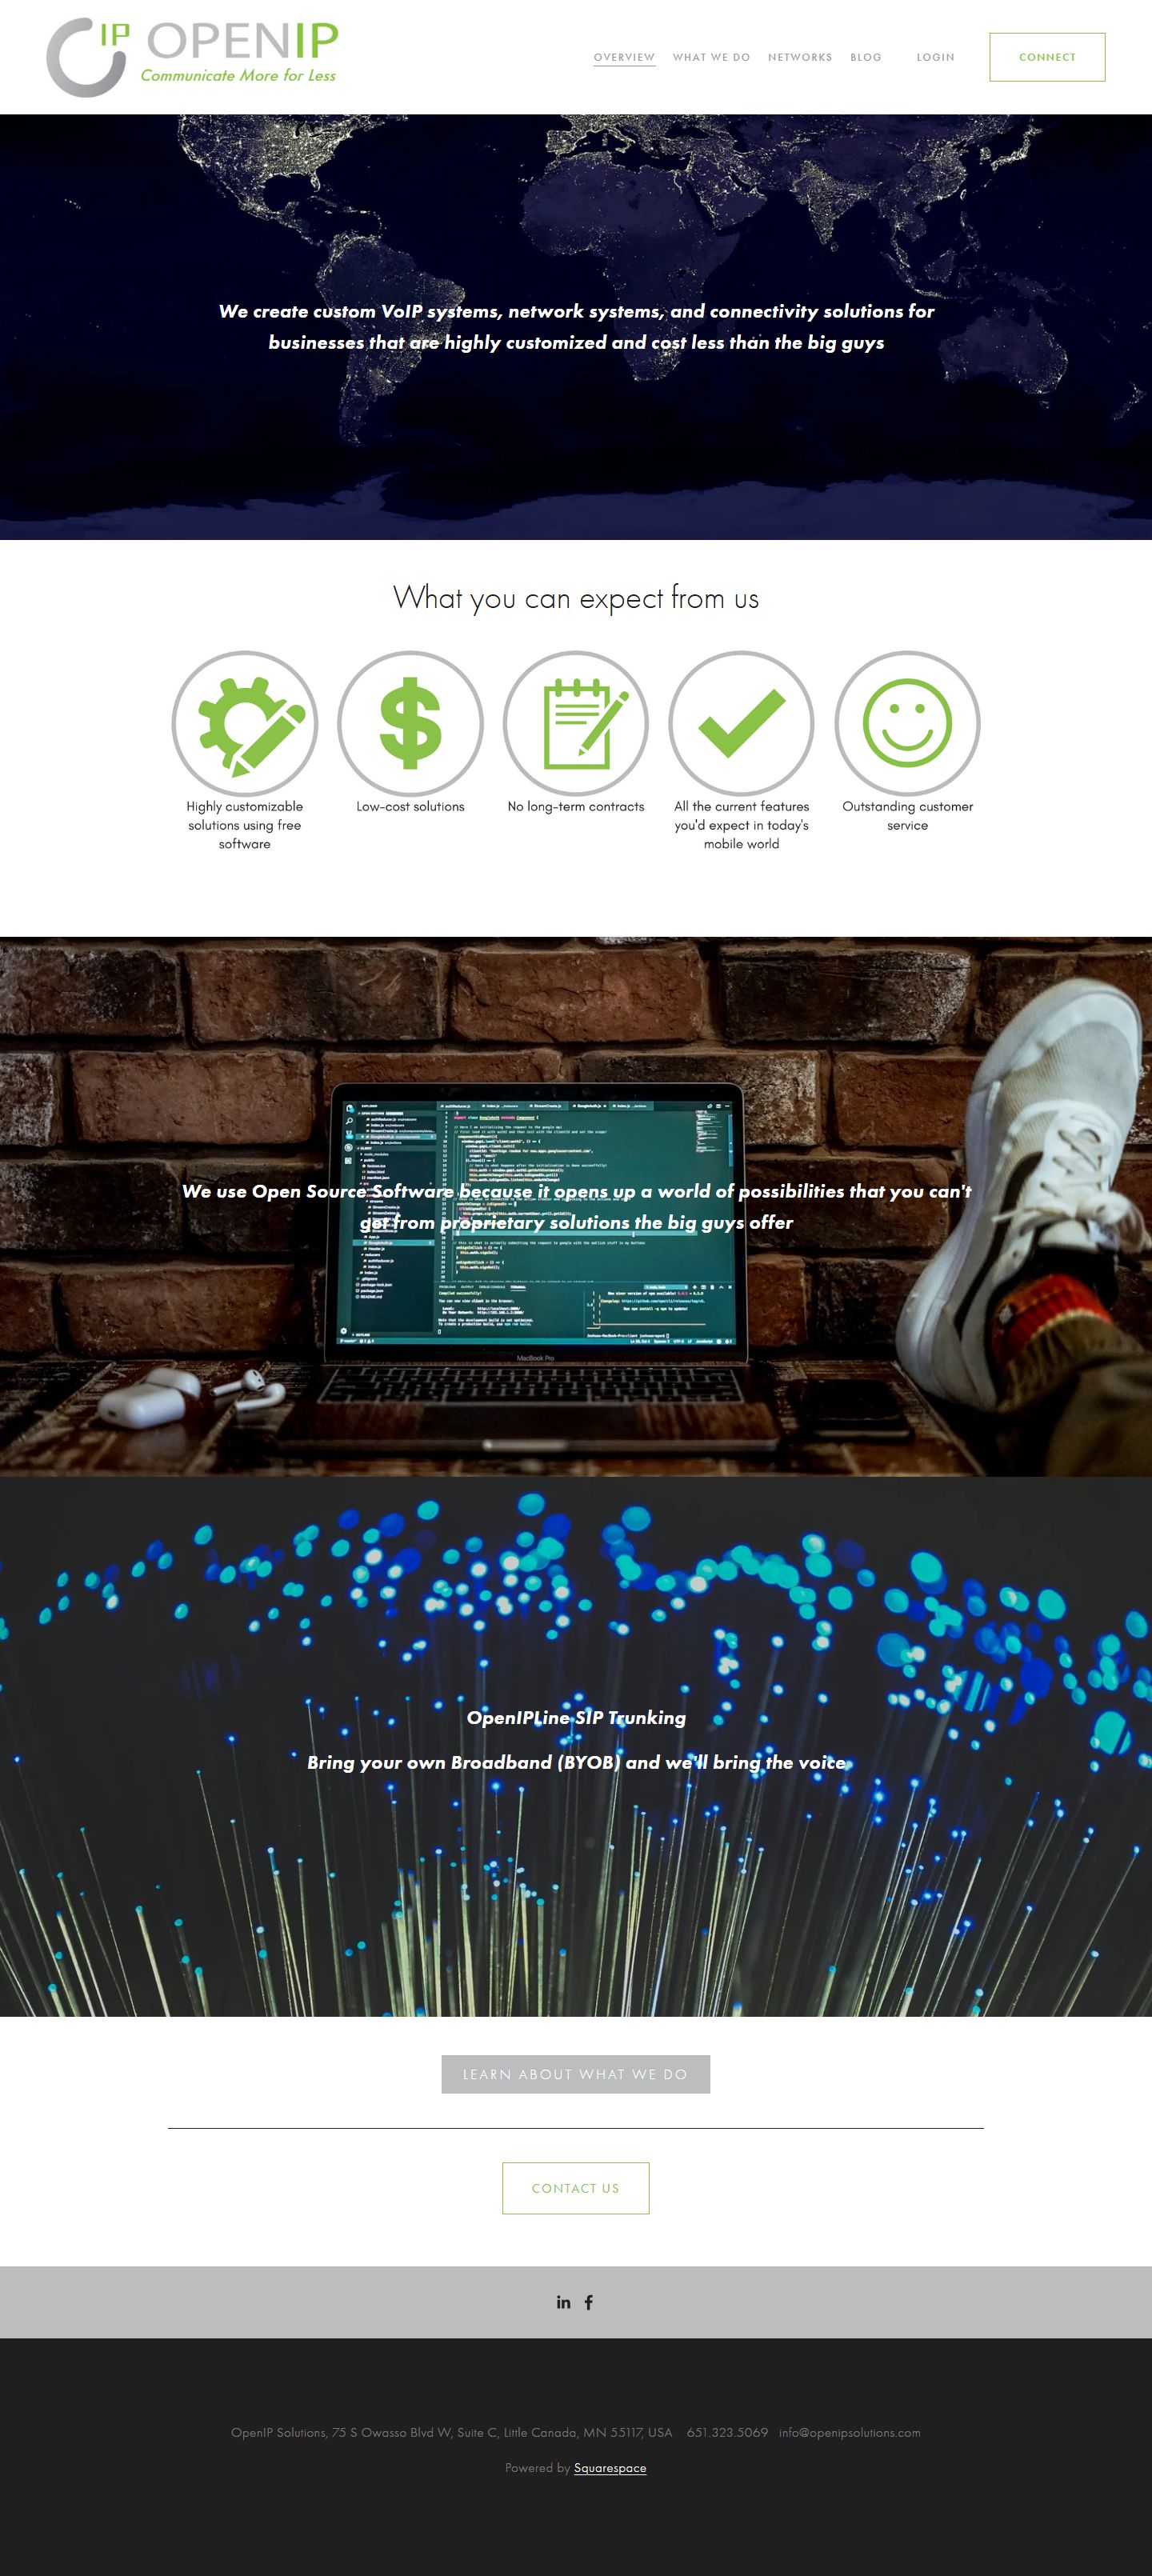 IP OPENIP
Communicate More for Less
OVERVIEW WHAT WE DO NETWORKS BLOG LOGIN CONNECT
We create custom VoIP systems, network systems, and connectivity solutions for
businesses that are highly customized and cost less than the big guys
What you can expect from us
Highly customizable
solutions using free
software
Low-cost solutions
No long-term contracts
All the current features
you'd expect in today's
mobile world
Outstanding customer
service
We use Open Source Software because it opens up a world of possibilities that you can't
get from proprietary solutions the big guys offer
MacBook Pro
OpenIPLine SIP Trunking
Bring your own Broadband (BYOB) and we'll bring the voice
LEARN ABOUT WHAT WE DO
CONTACT US
in f
OpenIP Solutions, 75 S Owasso Blvd W, Suite C, Little Canada, MN 55117, USA 651.323.5069 info@openipsolutions.com
Powered by Squarespace